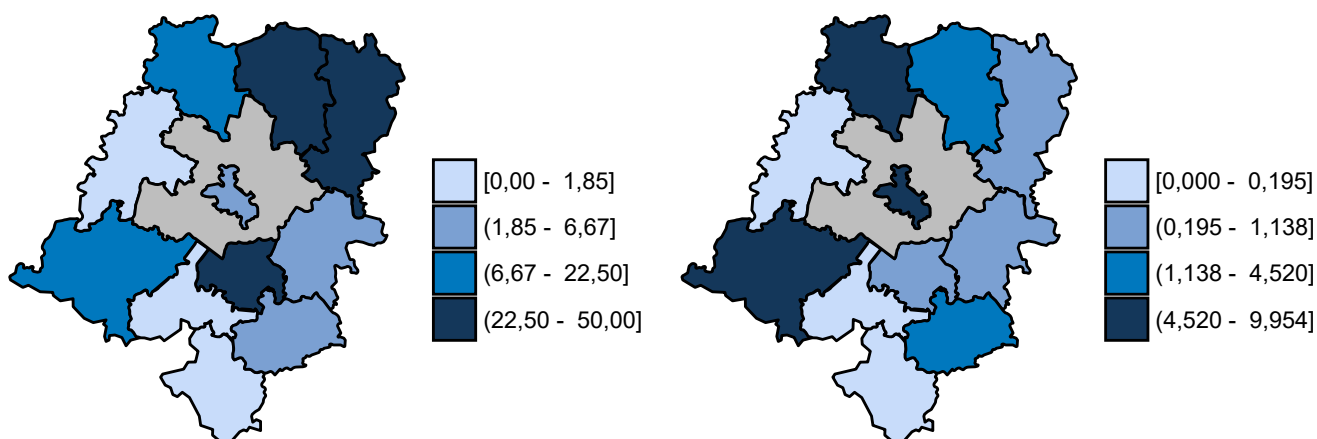 [0,00 - 1,85]
(1,85 - 6,67]
(6,67 - 22,50]
(22,50 - 50,00]
[0,000 - 0,195]
(0,195 - 1,138]
(1,138 - 4,520]
(4,520 - 9,954]